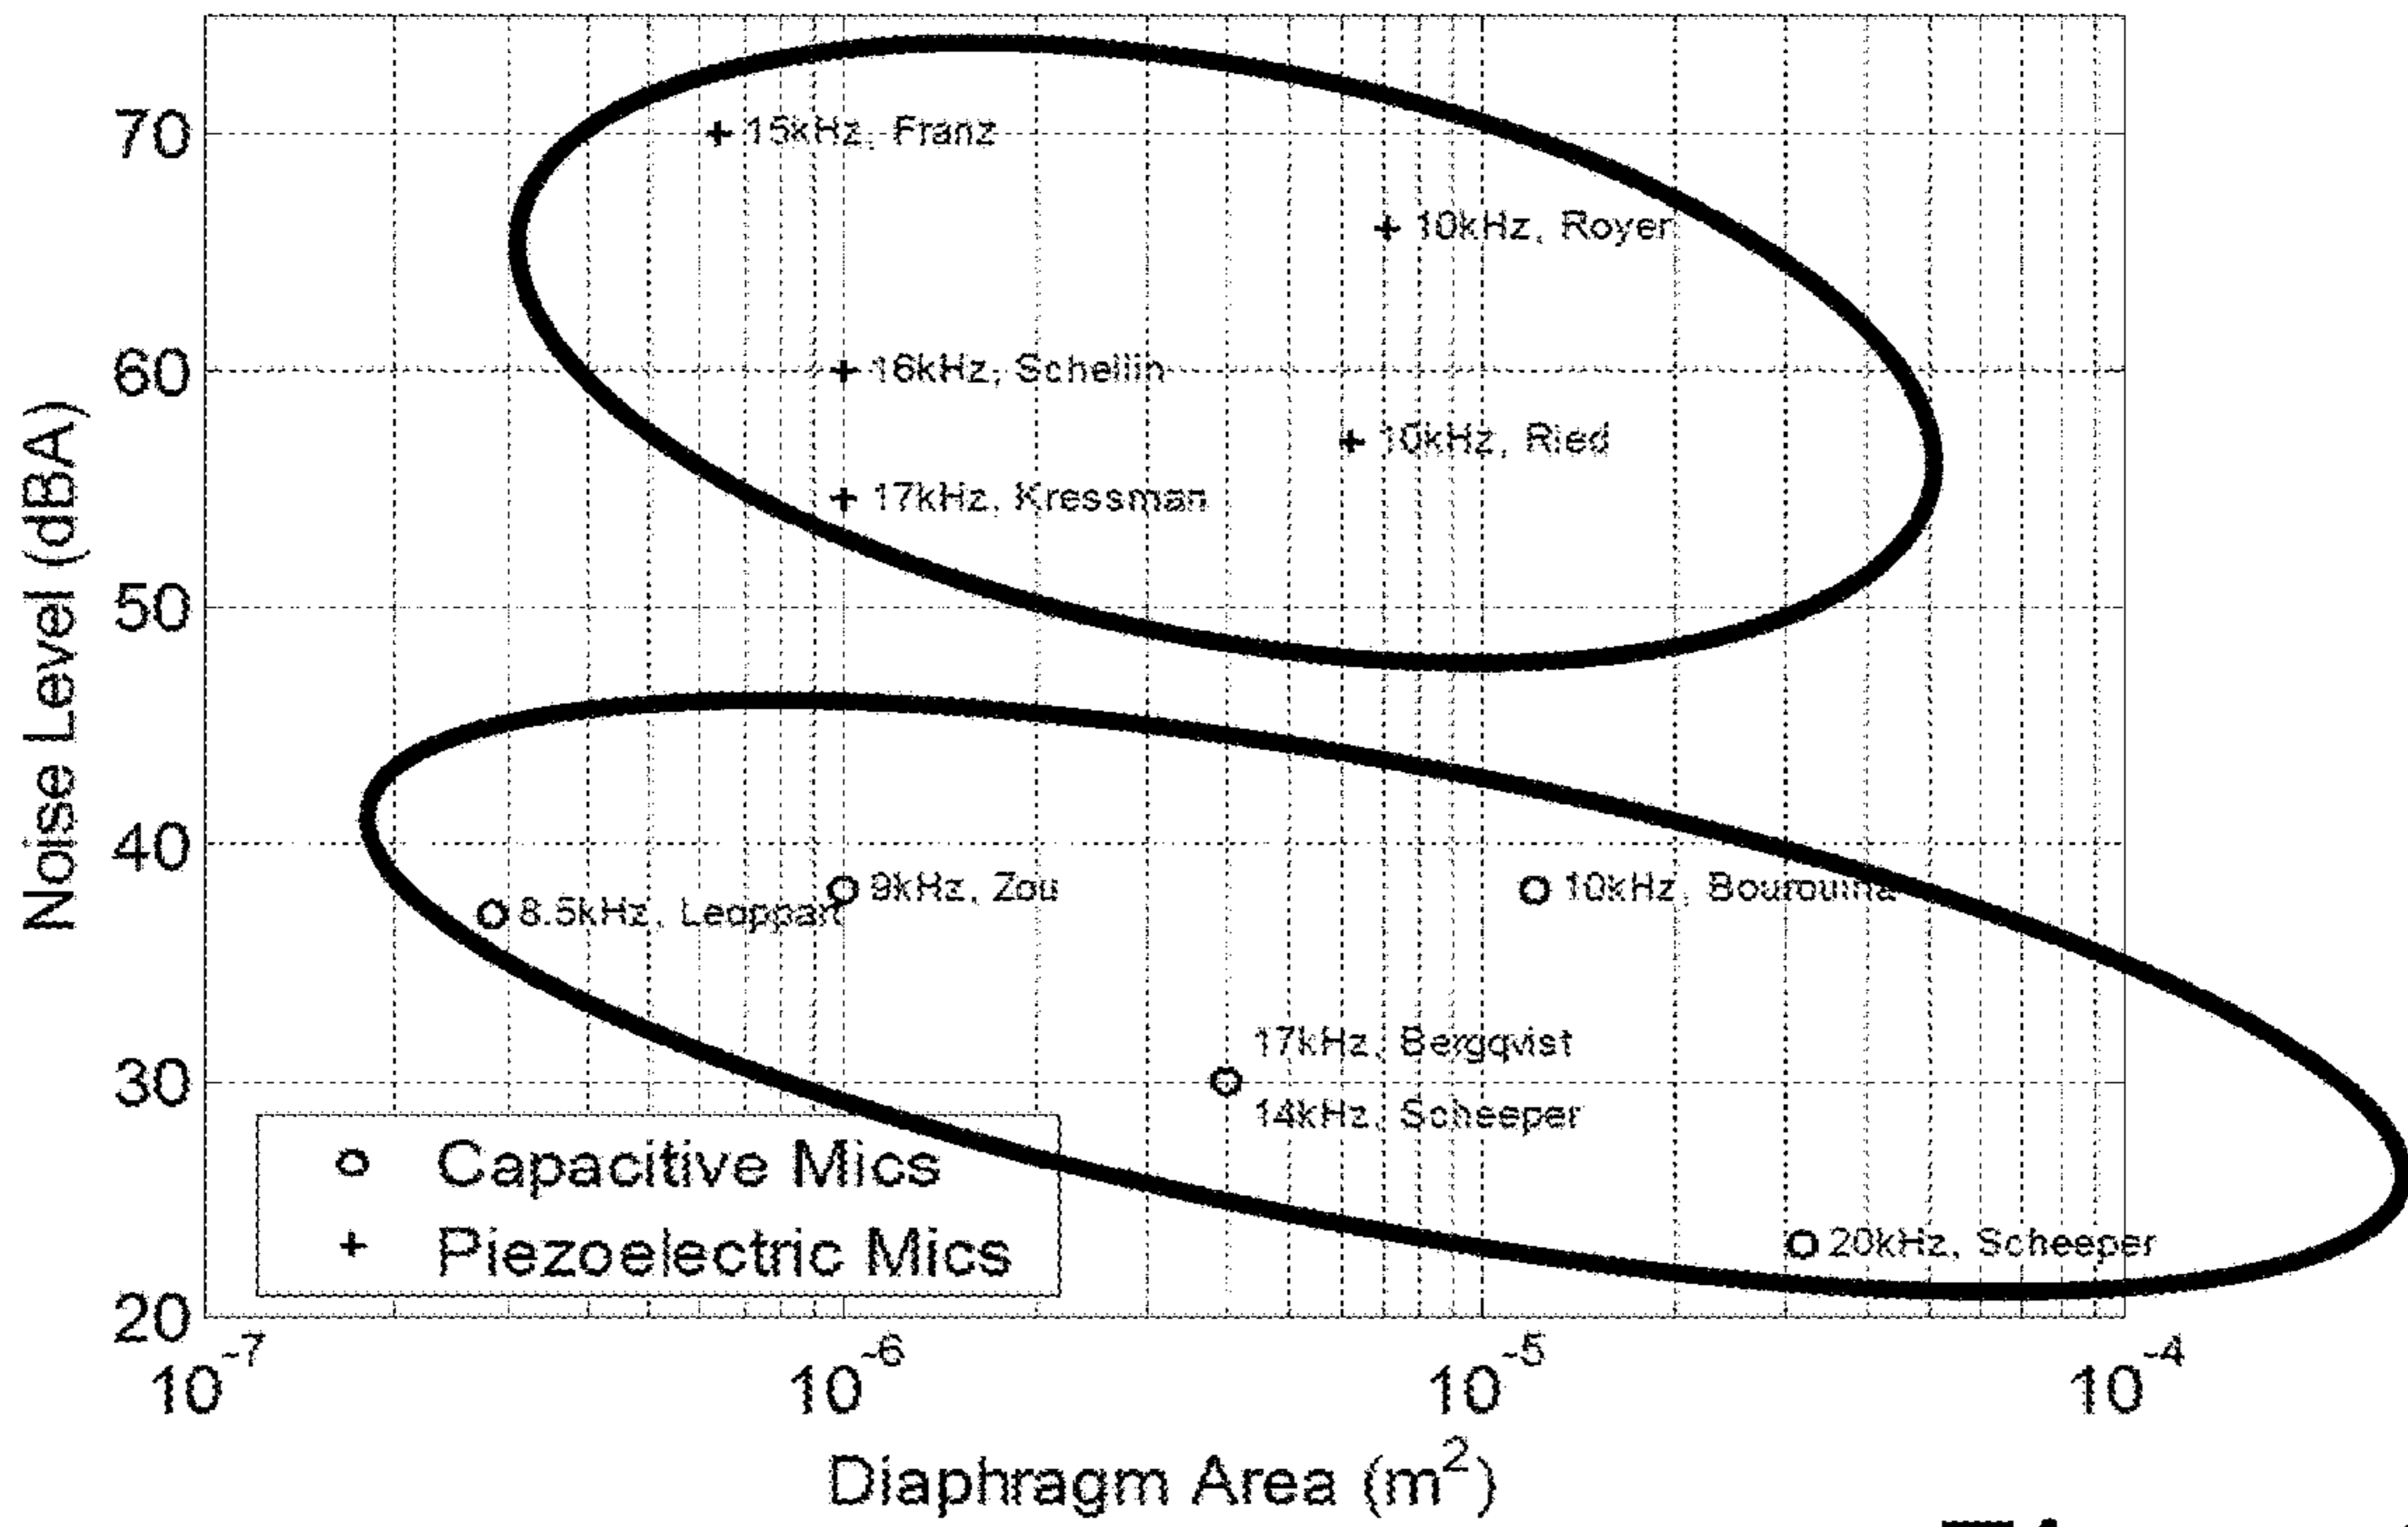 70
15kHz, Franz
10kHz, Royer
60
16kHz, Schellin
10kHz, Ried
17kHz, Kressman
50
Noise Level (dBA)
40
9kHz, Zou
10kHz, Bourouina
8.5kHz, Leoppart
17kHz, Bergqvist
30
14kHz, Scheeper
o Capacitive Mics
+ Piezoelectric Mics
20kHz, Scheeper
20
10-7 10-6 10-5 10-4
Diaphragm Area (m2)